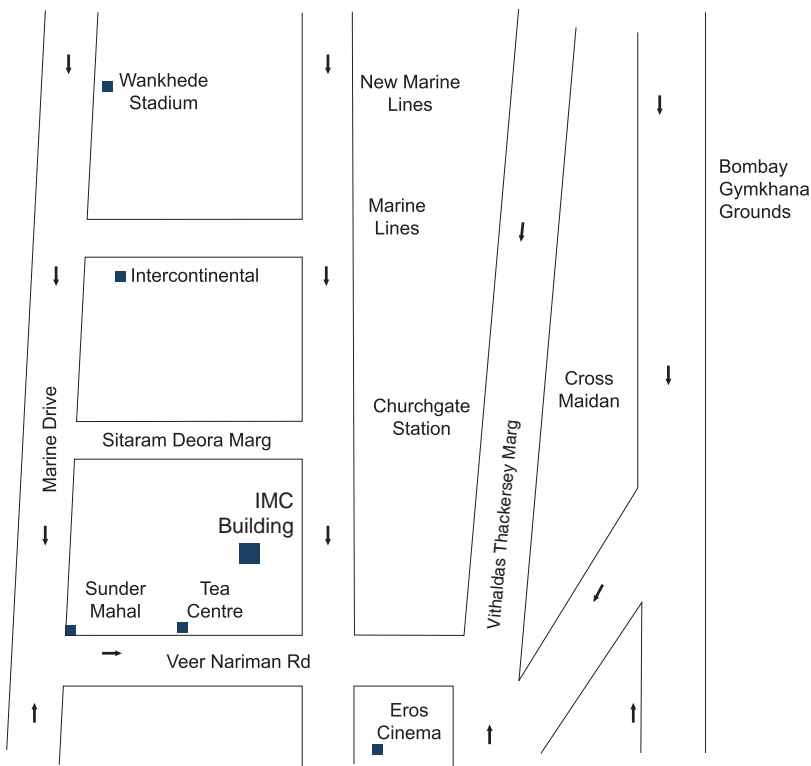 Wankhede
Stadium
New Marine
Lines
Bombay
Gymkhana
Grounds
Marine
Lines
Intercontinental
Cross
Maidan
Churchgate
Station
Marine Drive
Sitaram Deora Marg
Vithaldas Thackersey Marg
IMC
Building
Sunder
Mahal
Tea
Centre
Veer Nariman Rd
Eros
Cinema